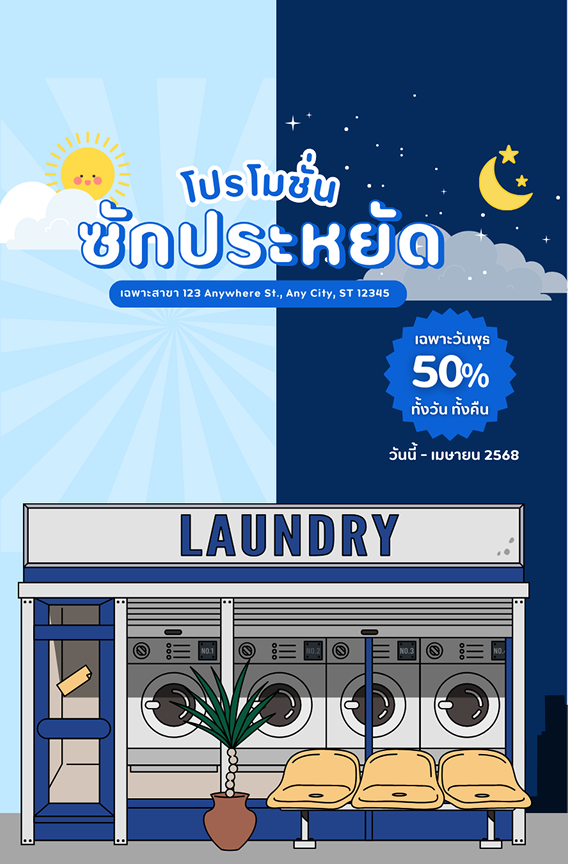 โปรโมชั่น
ซักประหยัด
เฉพาะสาขา 123 Anywhere St., Any City, ST 12345
เฉพาะวันพุธ
50%
ทั้งวัน ทั้งคืน
วันนี้ - เมษายน 2568
LAUNDRY
NO.1
NO.2
NO.3
NO.